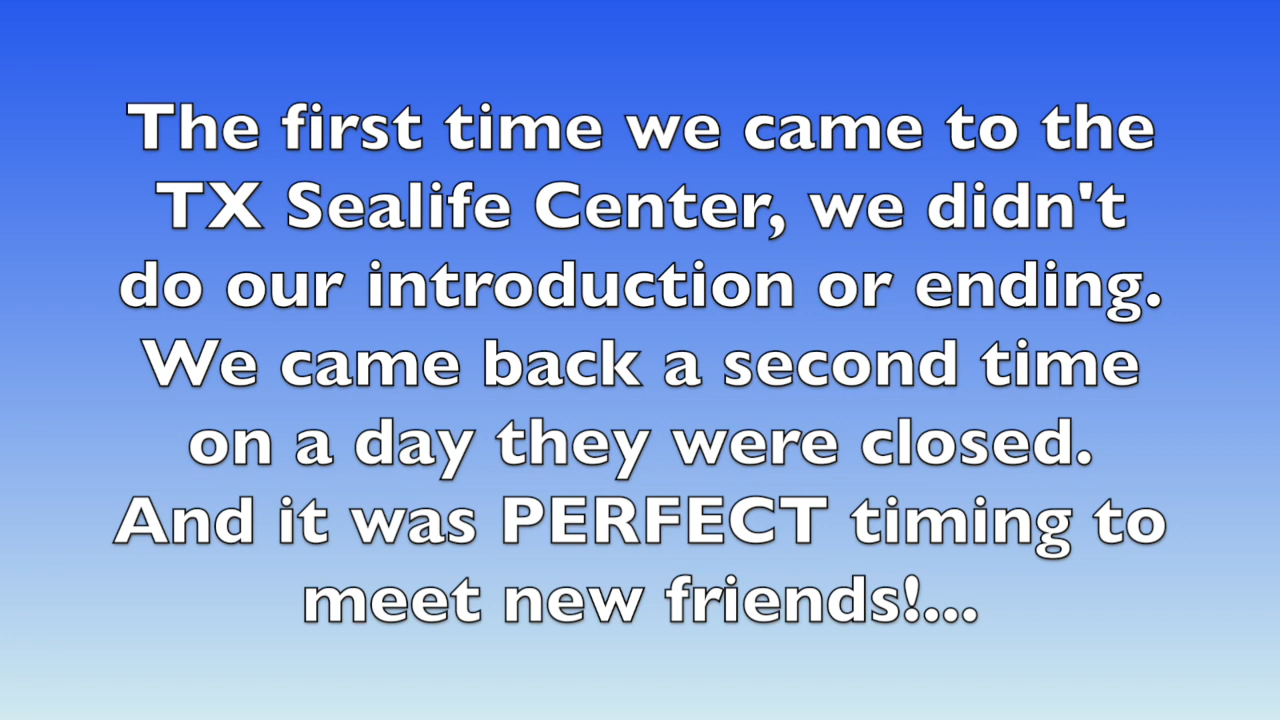 The first time we came to the
TX Sealife Center, we didn't
do our introduction or ending.
We came back a second time
on a day they were closed.
And it was PERFECT timing to
meet new friends!...